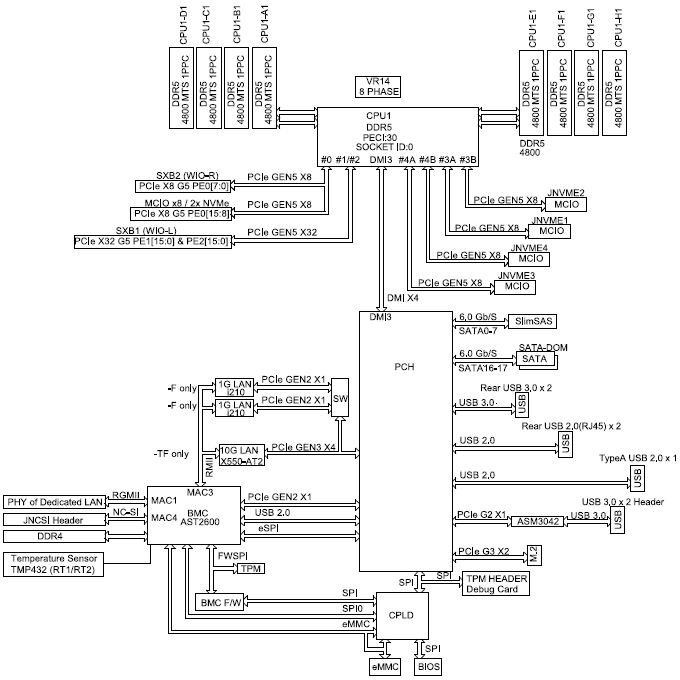 CPU1-D1
CPU1-C1
CPU1-B1
CPU1-A1
CPU1-E1
CPU1-F1
CPU1-G1
CPU1-H1
DDR5
4800 MTS 1PPC
DDR5
4800 MTS 1PPC
DDR5
4800 MTS 1PPC
DDR5
4800 MTS 1PPC
DDR5
4800 MTS 1PPC
DDR5
4800 MTS 1PPC
DDR5
4800 MTS 1PPC
DDR5
4800 MTS 1PPC
VR14
8 PHASE
CPU1
DDR5
PECI:30
SOCKET ID:0
DDR5
4800
#0 #1/#2 DMI3 #4A #4B #3A #3B
SXB2 (WIO-R)
PCIe X8 G5 PE0[7:0]
PCIe GEN5 X8
MCIO x8 / 2x NVMe
PCIe X8 G5 PE0[15:8]
PCIe GEN5 X8
SXB1 (WIO-L)
PCIe X32 G5 PE1[15:0] & PE2[15:0]
PCIe GEN5 X32
PCIe GEN5 X8
JNVME2
MCIO
PCIe GEN5 X8
JNVME1
MCIO
PCIe GEN5 X8
JNVME4
MCIO
PCIe GEN5 X8
JNVME3
MCIO
DMI X4
DMI3
PCH
6.0 Gb/S
SATA0-7
SlimSAS
6.0 Gb/S
SATA16-17
SATA-DOM
SATA
Rear USB 3.0 x 2
USB 3.0
USB
Rear USB 2.0(RJ45) x 2
USB 2.0
USB
TypeA USB 2.0 x 1
USB 2.0
USB
PCIe G2 X1
ASM3042
USB 3.0
USB 3.0 x 2 Header
USB
PCIe G3 X2
M.2
-F only
1G LAN
i210
PCIe GEN2 X1
-F only
1G LAN
i210
PCIe GEN2 X1
SW
-TF only
10G LAN
X550-AT2
PCIe GEN3 X4
RMII
MAC3
MAC1
BMC
MAC4
AST2600
PCIe GEN2 X1
USB 2.0
eSPI
PHY of Dedicated LAN
RGMII
JNCSI Header
NC-SI
DDR4
Temperature Sensor
TMP432 (RT1/RT2)
FWSPI
TPM
BMC F/W
SPI
SPI0
eMMC
CPLD
SPI
SPI
TPM HEADER
Debug Card
SPI
eMMC
BIOS